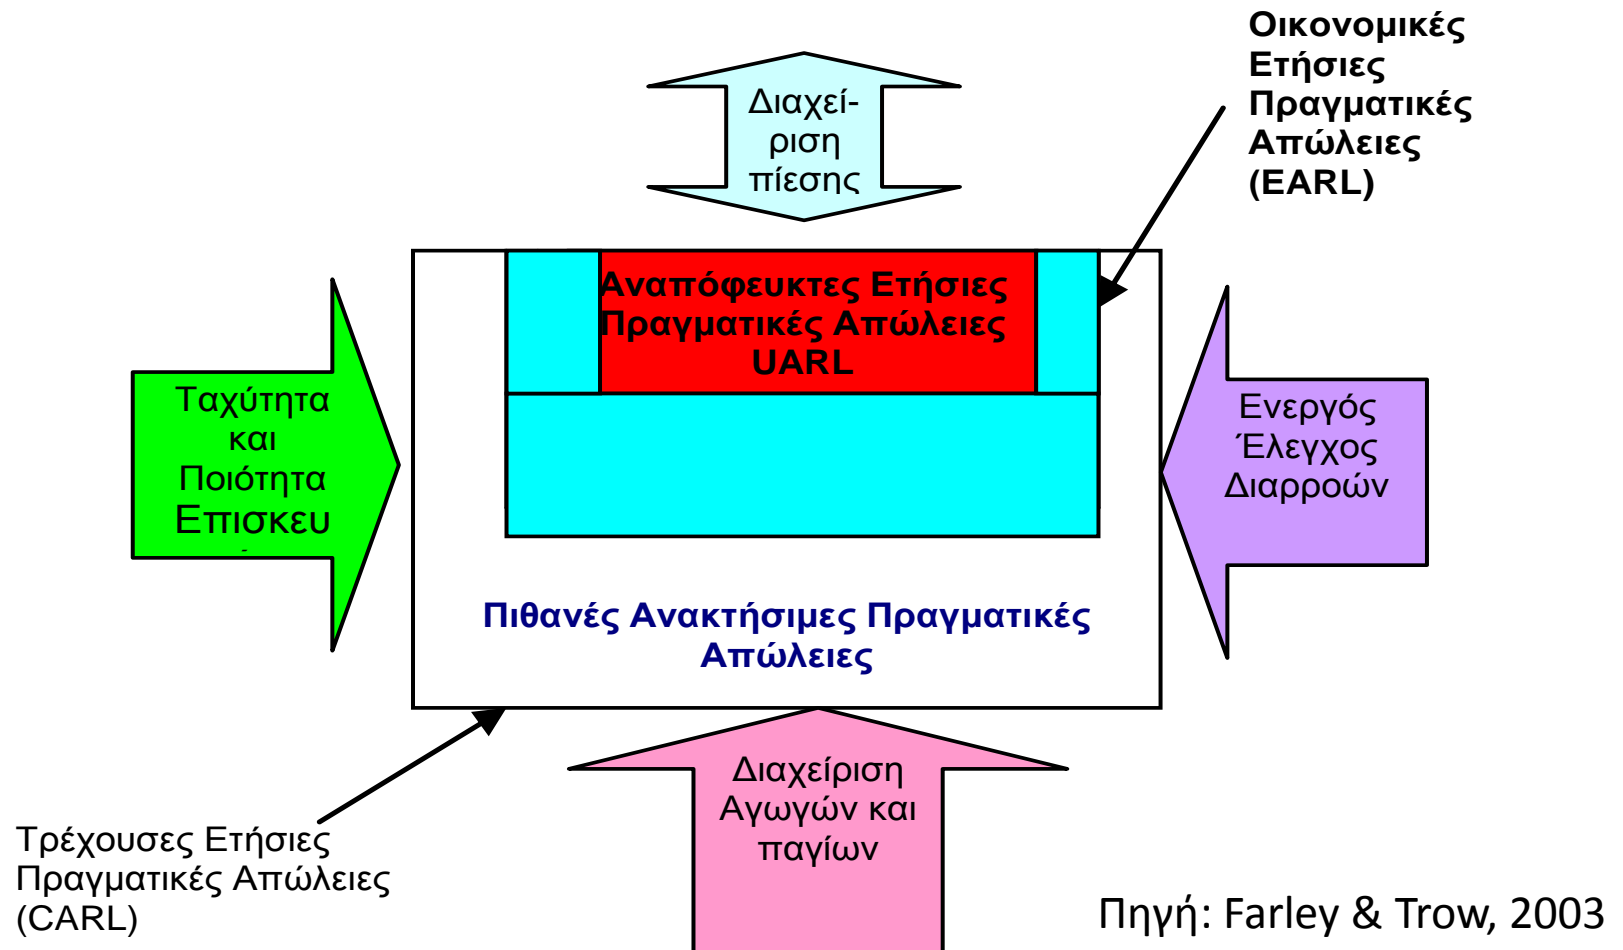 Οικονομικές
Ετήσιες
Πραγματικές
Απώλειες
(EARL)
Διαχεί-
ριση
πίεσης
Αναπόφευκτες Ετήσιες
Πραγματικές Απώλειες
UARL
Ταχύτητα
και
Ποιότητα
Επισκευ
Ενεργός
Έλεγχος
Διαρροών
Πιθανές Ανακτήσιμες Πραγματικές
Απώλειες
Διαχείριση
Αγωγών και
παγίων
Τρέχουσες Ετήσιες
Πραγματικές Απώλειες
(CARL)
Πηγή: Farley & Trow, 2003